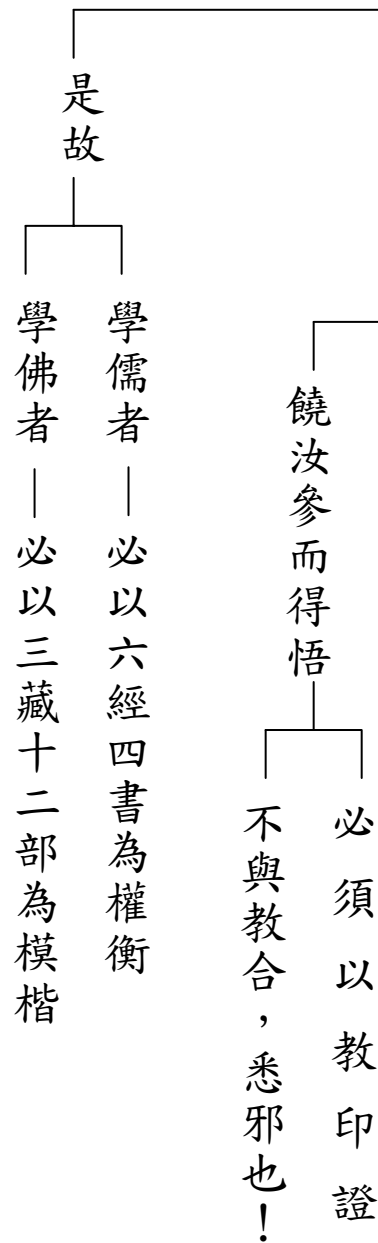 饒汝參而得悟
必須以教印證
不與教合，悉邪也！
是故
學儒者—必以六經四書為權衡
學佛者—必以三藏十二部為模楷